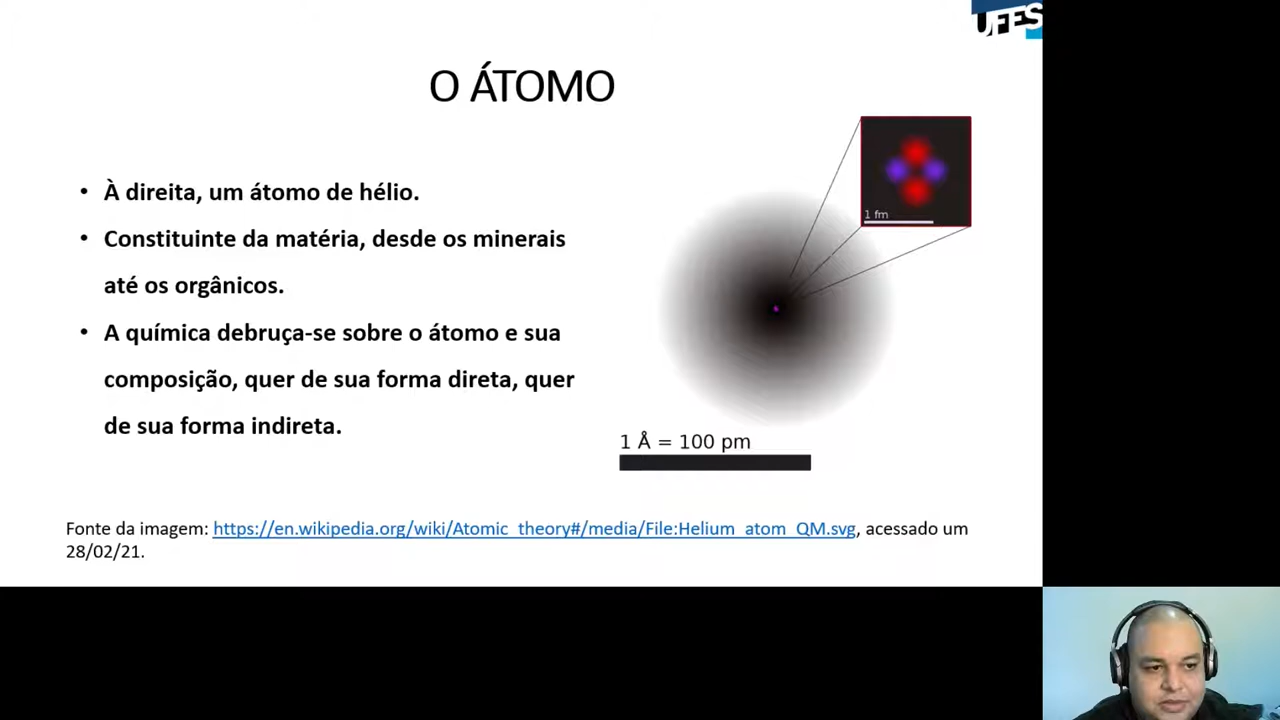 UFES
O ÁTOMO
• À direita, um átomo de hélio.
• Constituinte da matéria, desde os minerais
até os orgânicos.
• A química debruça-se sobre o átomo e sua
composição, quer de sua forma direta, quer
de sua forma indireta.
1 fm
1 Å = 100 pm
Fonte da imagem: https://en.wikipedia.org/wiki/Atomic_theory#/media/File:Helium_atom_QM.svg, acessado um
28/02/21.